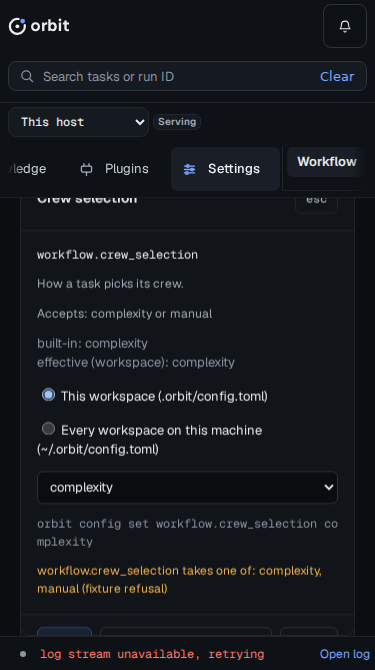 orbit
Search tasks or run ID Clear
This host Serving
ledge Plugins Settings Workflow
Crew selection esc
workflow.crew_selection
How a task picks its crew.
Accepts: complexity or manual
built-in: complexity
effective (workspace): complexity
This workspace (.orbit/config.toml)
Every workspace on this machine
(~/.orbit/config.toml)
complexity
orbit config set workflow.crew_selection co
mplexity
workflow.crew_selection takes one of: complexity,
manual (fixture refusal)
log stream unavailable, retrying Open log